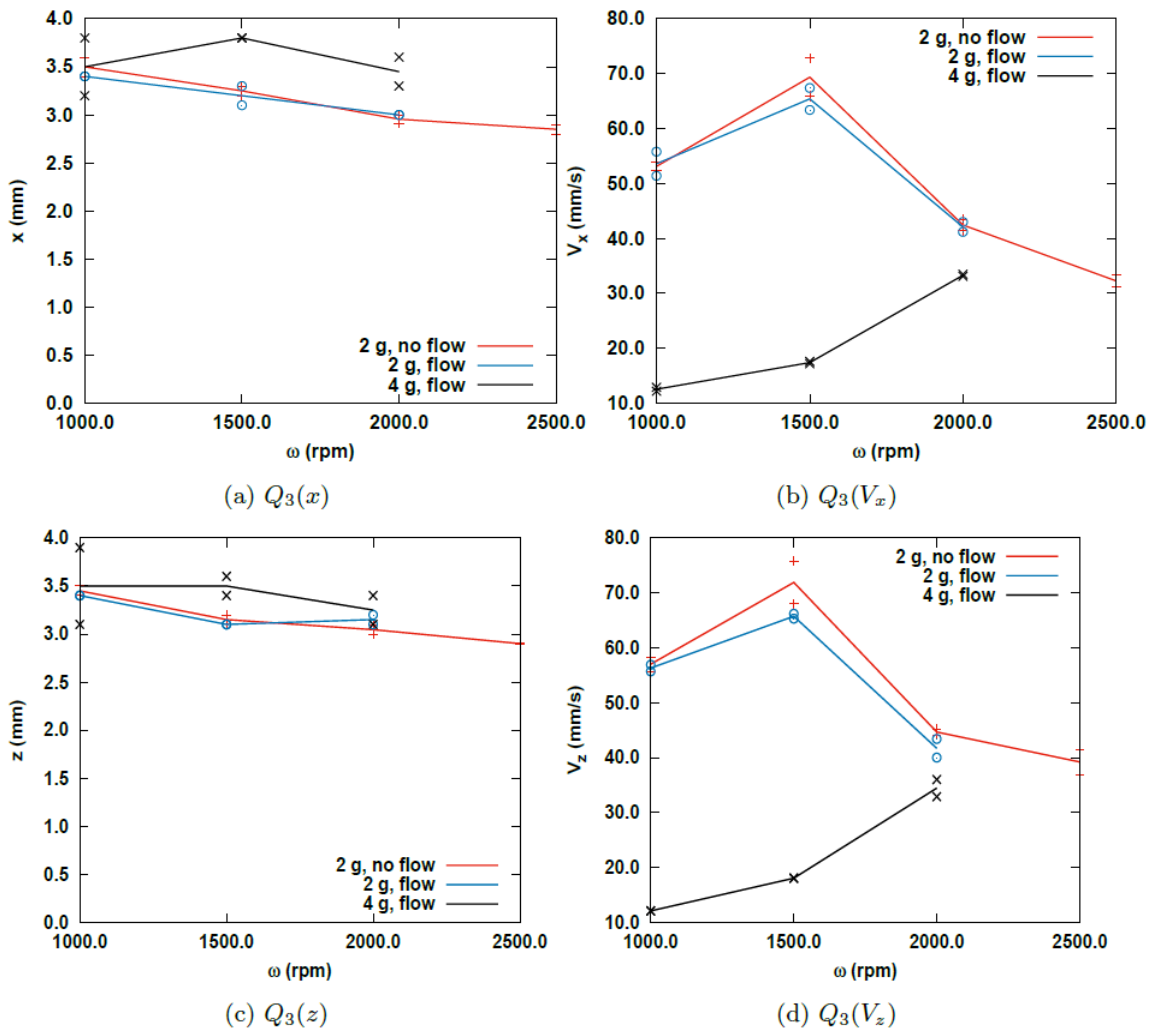 4.0
3.5
3.0
2.5
2.0
1.5
1.0
0.5
0.0
x (mm)
2 g, no flow
2 g, flow
4 g, flow
1000.0 1500.0 2000.0 2500.0
ω (rpm)
(a) Q3(x)
80.0
70.0
60.0
50.0
40.0
30.0
20.0
10.0
Vx (mm/s)
2 g, no flow
2 g, flow
4 g, flow
1000.0 1500.0 2000.0 2500.0
ω (rpm)
(b) Q3(Vx)
4.0
3.5
3.0
2.5
2.0
1.5
1.0
0.5
0.0
z (mm)
2 g, no flow
2 g, flow
4 g, flow
1000.0 1500.0 2000.0 2500.0
ω (rpm)
(c) Q3(z)
80.0
70.0
60.0
50.0
40.0
30.0
20.0
10.0
Vz (mm/s)
2 g, no flow
2 g, flow
4 g, flow
1000.0 1500.0 2000.0 2500.0
ω (rpm)
(d) Q3(Vz)